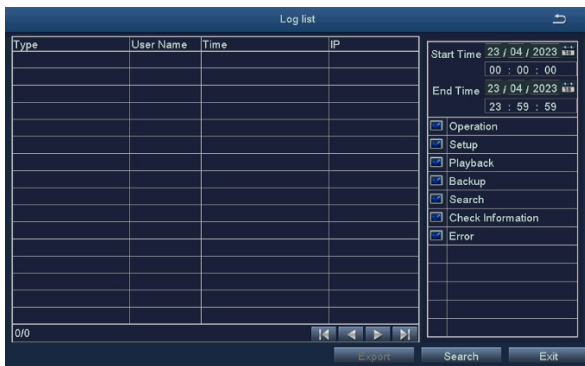 Log list
Type User Name Time IP
Start Time 23 / 04 / 2023
00 : 00 : 00
End Time 23 / 04 / 2023
23 : 59 : 59
Operation
Setup
Playback
Backup
Search
Check Information
Error
0/0
Export Search Exit